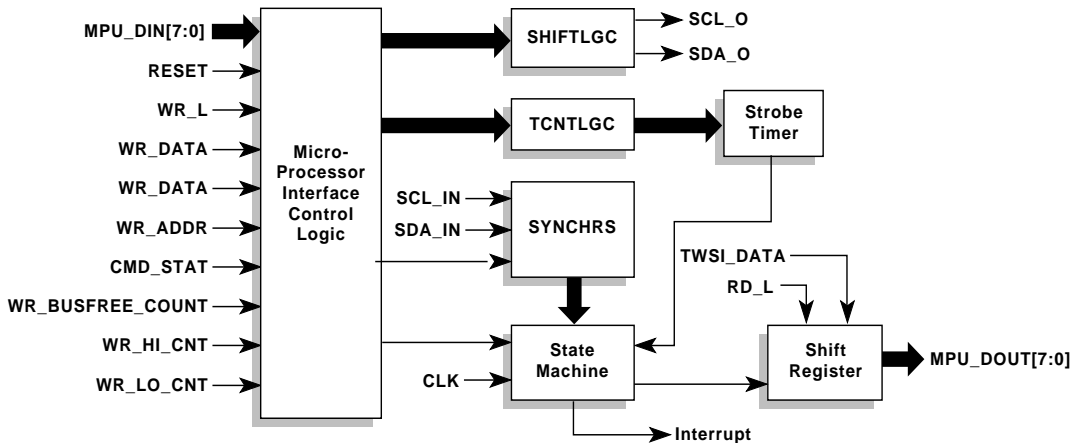 MPU_DIN[7:0]
RESET
WR_L
WR_DATA
WR_DATA
WR_ADDR
CMD_STAT
WR_BUSFREE_COUNT
WR_HI_CNT
WR_LO_CNT
Micro-
Processor
Interface
Control
Logic
SHIFTLGC
SCL_O
SDA_O
TCNTLGC
Strobe
Timer
SCL_IN
SDA_IN
SYNCHRS
TWSI_DATA
RD_L
CLK
State
Machine
Shift
Register
MPU_DOUT[7:0]
Interrupt